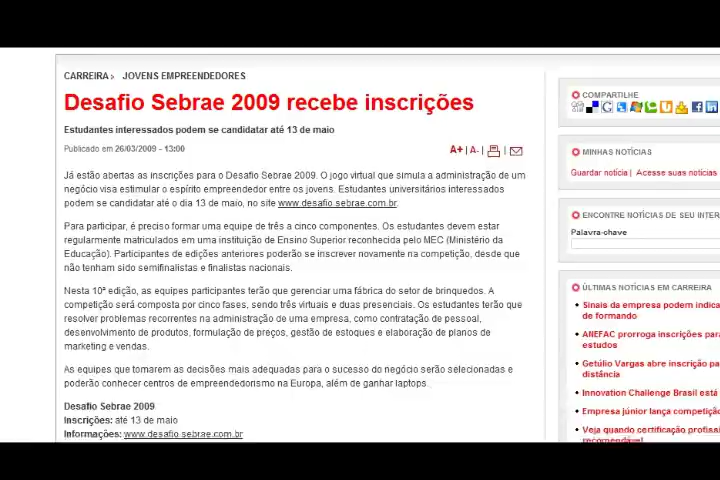 CARREIRA » JOVENS EMPREENDEDORES
Desafio Sebrae 2009 recebe inscrições
Estudantes interessados podem se candidatar até 13 de maio
Publicado em 26/03/2009 - 13:00
A+ | A- | |
Já estão abertas as inscrições para o Desafio Sebrae 2009. O jogo virtual que simula a administração de um
negócio visa estimular o espírito empreendedor entre os jovens. Estudantes universitários interessados
podem se candidatar até o dia 13 de maio, no site www.desafio.sebrae.com.br.
Para participar, é preciso formar uma equipe de três a cinco componentes. Os estudantes devem estar
regularmente matriculados em uma instituição de Ensino Superior reconhecida pelo MEC (Ministério da
Educação). Participantes de edições anteriores poderão se inscrever novamente na competição, desde que
não tenham sido semifinalistas e finalistas nacionais.
Nesta 10ª edição, as equipes participantes terão que gerenciar uma fábrica do setor de brinquedos. A
competição será composta por cinco fases, sendo três virtuais e duas presenciais. Os estudantes terão que
resolver problemas recorrentes na administração de uma empresa, como contratação de pessoal,
desenvolvimento de produtos, formulação de preços, gestão de estoques e elaboração de planos de
marketing e vendas.
As equipes que tomarem as decisões mais adequadas para o sucesso do negócio serão selecionadas e
poderão conhecer centros de empreendedorismo na Europa, além de ganhar laptops.
Desafio Sebrae 2009
Inscrições: até 13 de maio
Informações: www.desafio.sebrae.com.br
COMPARTILHE
MINHAS NOTÍCIAS
Guardar notícia | Acesse suas notícias
ENCONTRE NOTÍCIAS DE SEU INTER
Palavra-chave
ÚLTIMAS NOTÍCIAS EM CARREIRA
• Sinais da empresa podem indica
de formando
• ANEFAC prorroga inscrições para
estudos
• Getúlio Vargas abre inscrição pa
distância
• Innovation Challenge Brasil está
• Empresa júnior lança competiçã
• Veja quando certificação profiss
recomendável